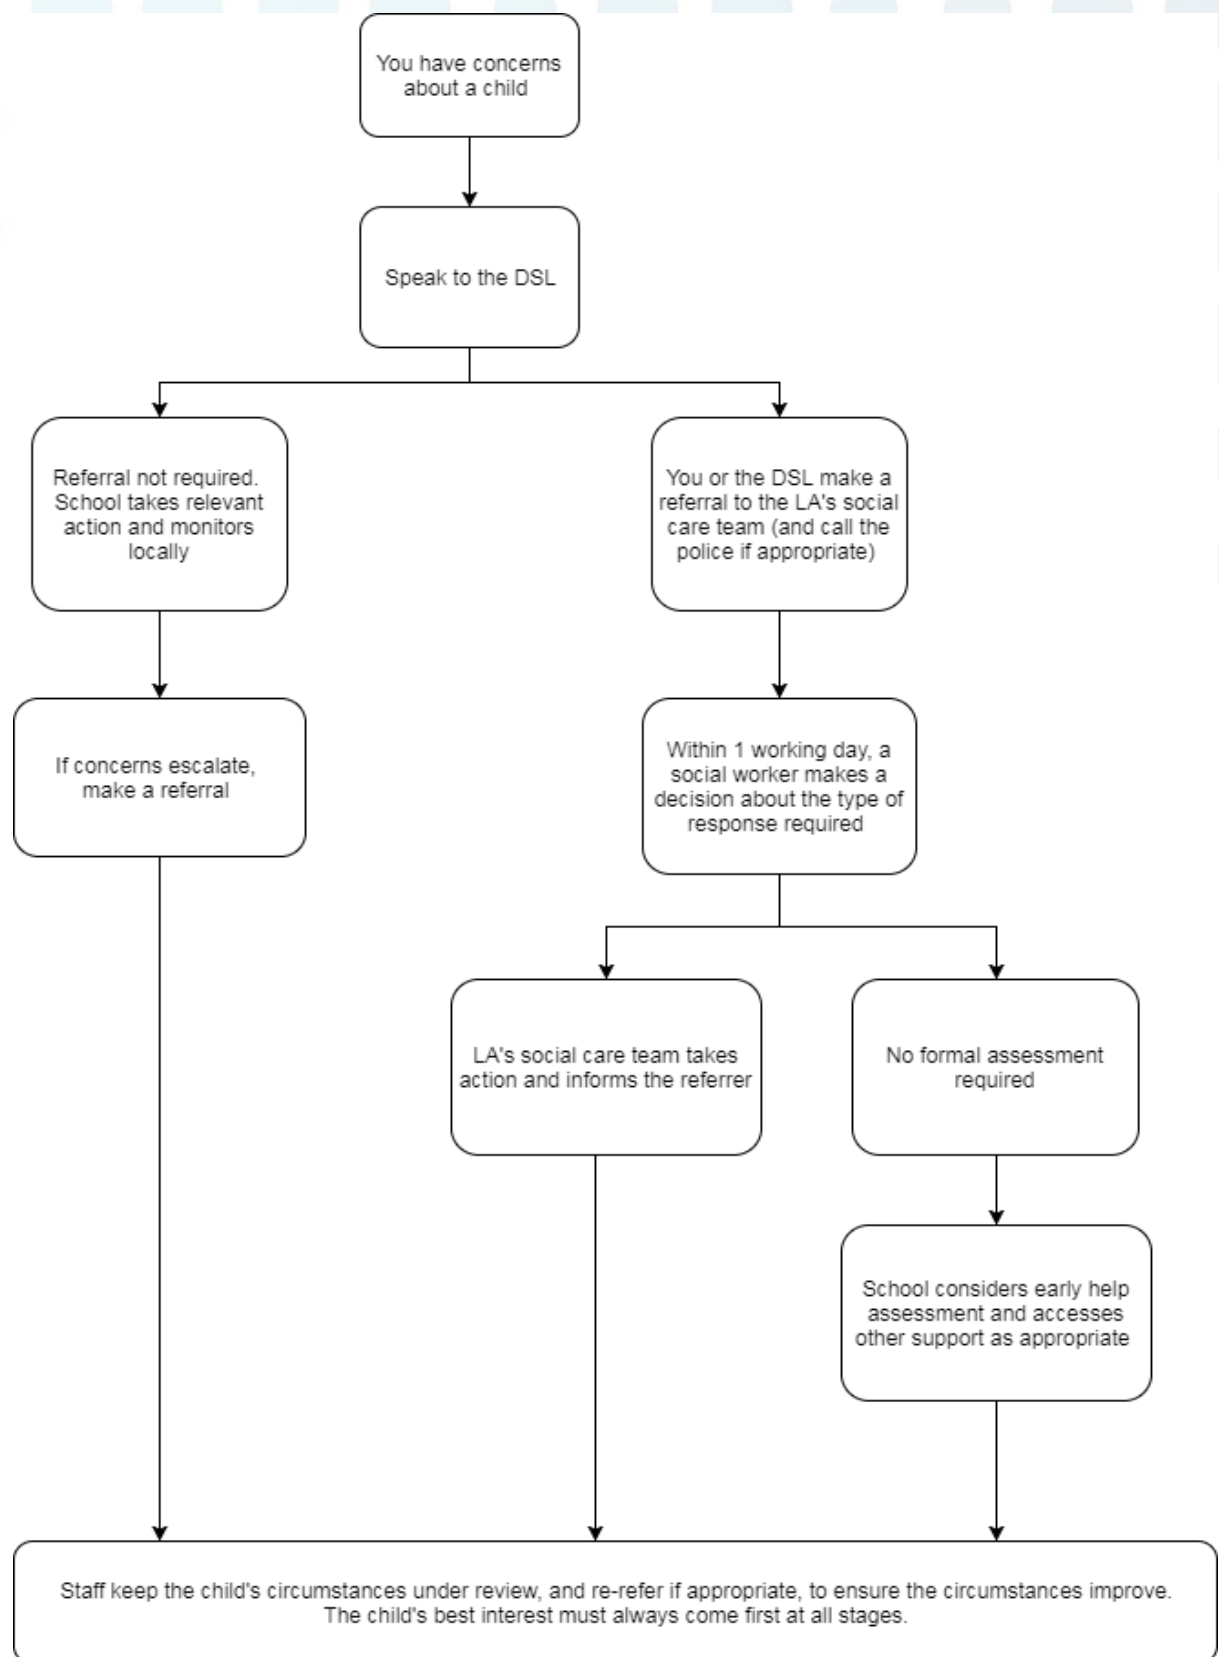 You have concerns
about a child
Speak to the DSL
Referral not required.
School takes relevant
action and monitors
locally
You or the DSL make a
referral to the LA's social
care team (and call the
police if appropriate)
If concerns escalate,
make a referral
Within 1 working day, a
social worker makes a
decision about the type of
response required
LA's social care team takes
action and informs the referrer
No formal assessment
required
School considers early help
assessment and accesses
other support as appropriate
Staff keep the child's circumstances under review, and re-refer if appropriate, to ensure the circumstances improve.
The child's best interest must always come first at all stages.